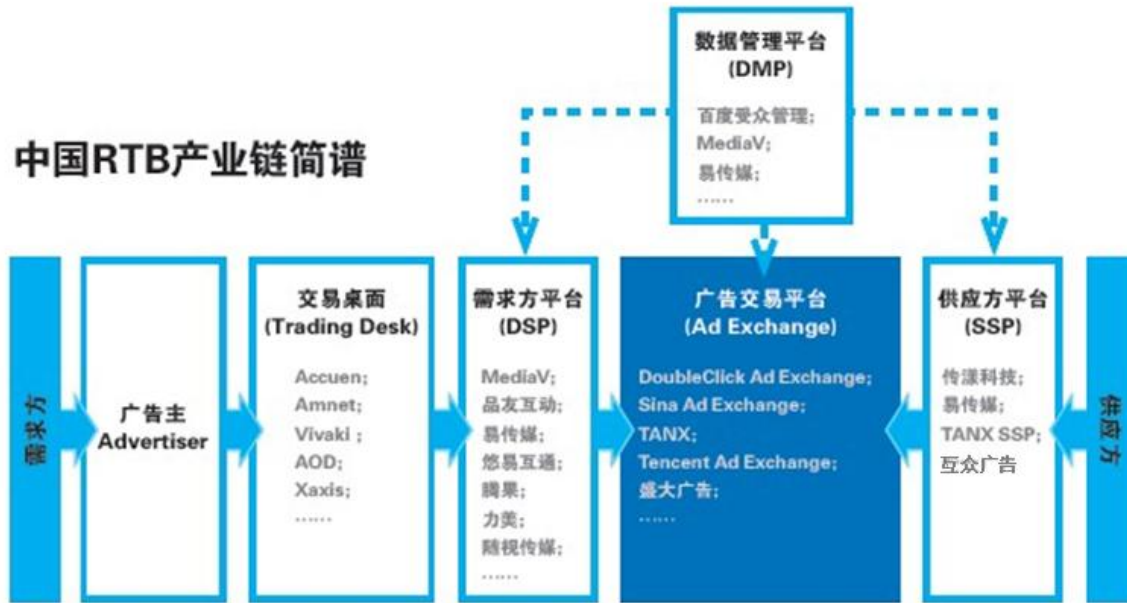 数据管理平台
(DMP)
百度受众管理;
MediaV;
易传媒;
……
中国RTB产业链简谱
需求方
广告主
Advertiser
交易桌面
(Trading Desk)
Accuen;
Amnet;
Vivaki ;
AOD;
Xaxis;
……
需求方平台
(DSP)
MediaV;
品友互动;
易传媒;
悠易互通;
腾果;
力美;
随视传媒;
……
广告交易平台
(Ad Exchange)
DoubleClick Ad Exchange;
Sina Ad Exchange;
TANX;
Tencent Ad Exchange;
盛大广告;
……
供应方平台
(SSP)
传漾科技;
易传媒;
TANX SSP;
互众广告
供应方